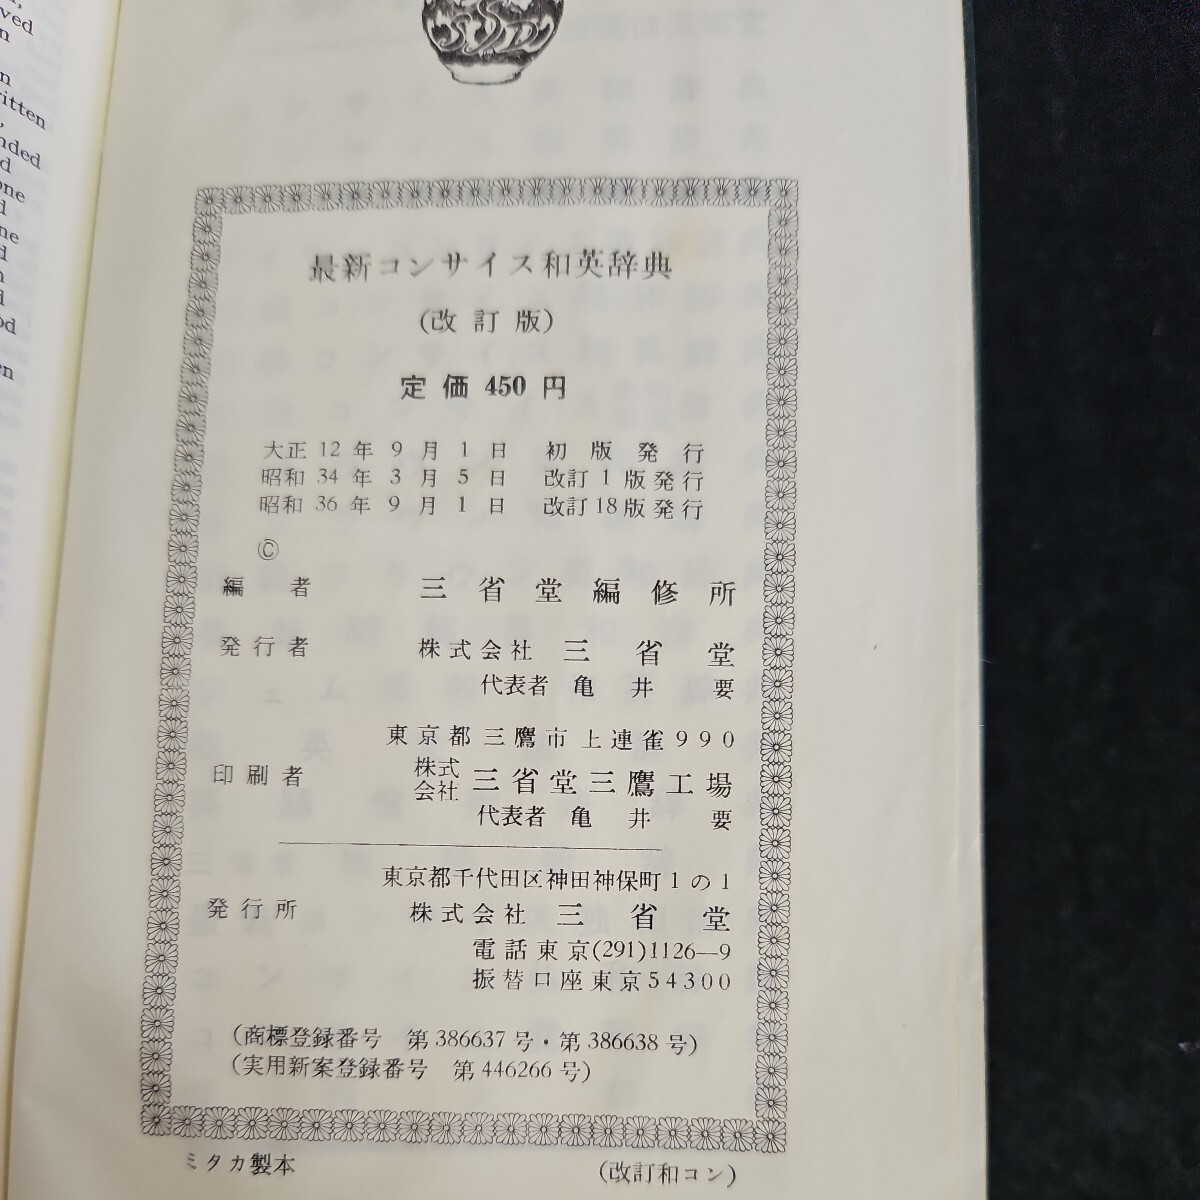 ved
n
n
ritten
nded
d
one
d
ne
d
n
d
od
en
SSD
最新コンサイス和英辞典
(改訂版)
定価 450 円
大正 12 年 9 月 1 日 初版発行
昭和 34 年 3 月 5 日 改訂 1 版発行
昭和 36 年 9 月 1 日 改訂18版発行
©
編者 三省堂編修所
発行者 株式会社 三省堂
代表者 亀井要
東京都三鷹市上連雀990
印刷者 株式会社 三省堂三鷹工場
代表者 亀井要
東京都千代田区神田神保町1の1
発行所 株式会社 三省堂
電話東京(291)1126—9
振替口座東京54300
(商標登録番号 第386637号・第386638号)
(実用新案登録番号 第446266号)
ミタカ製本
(改訂和コン)